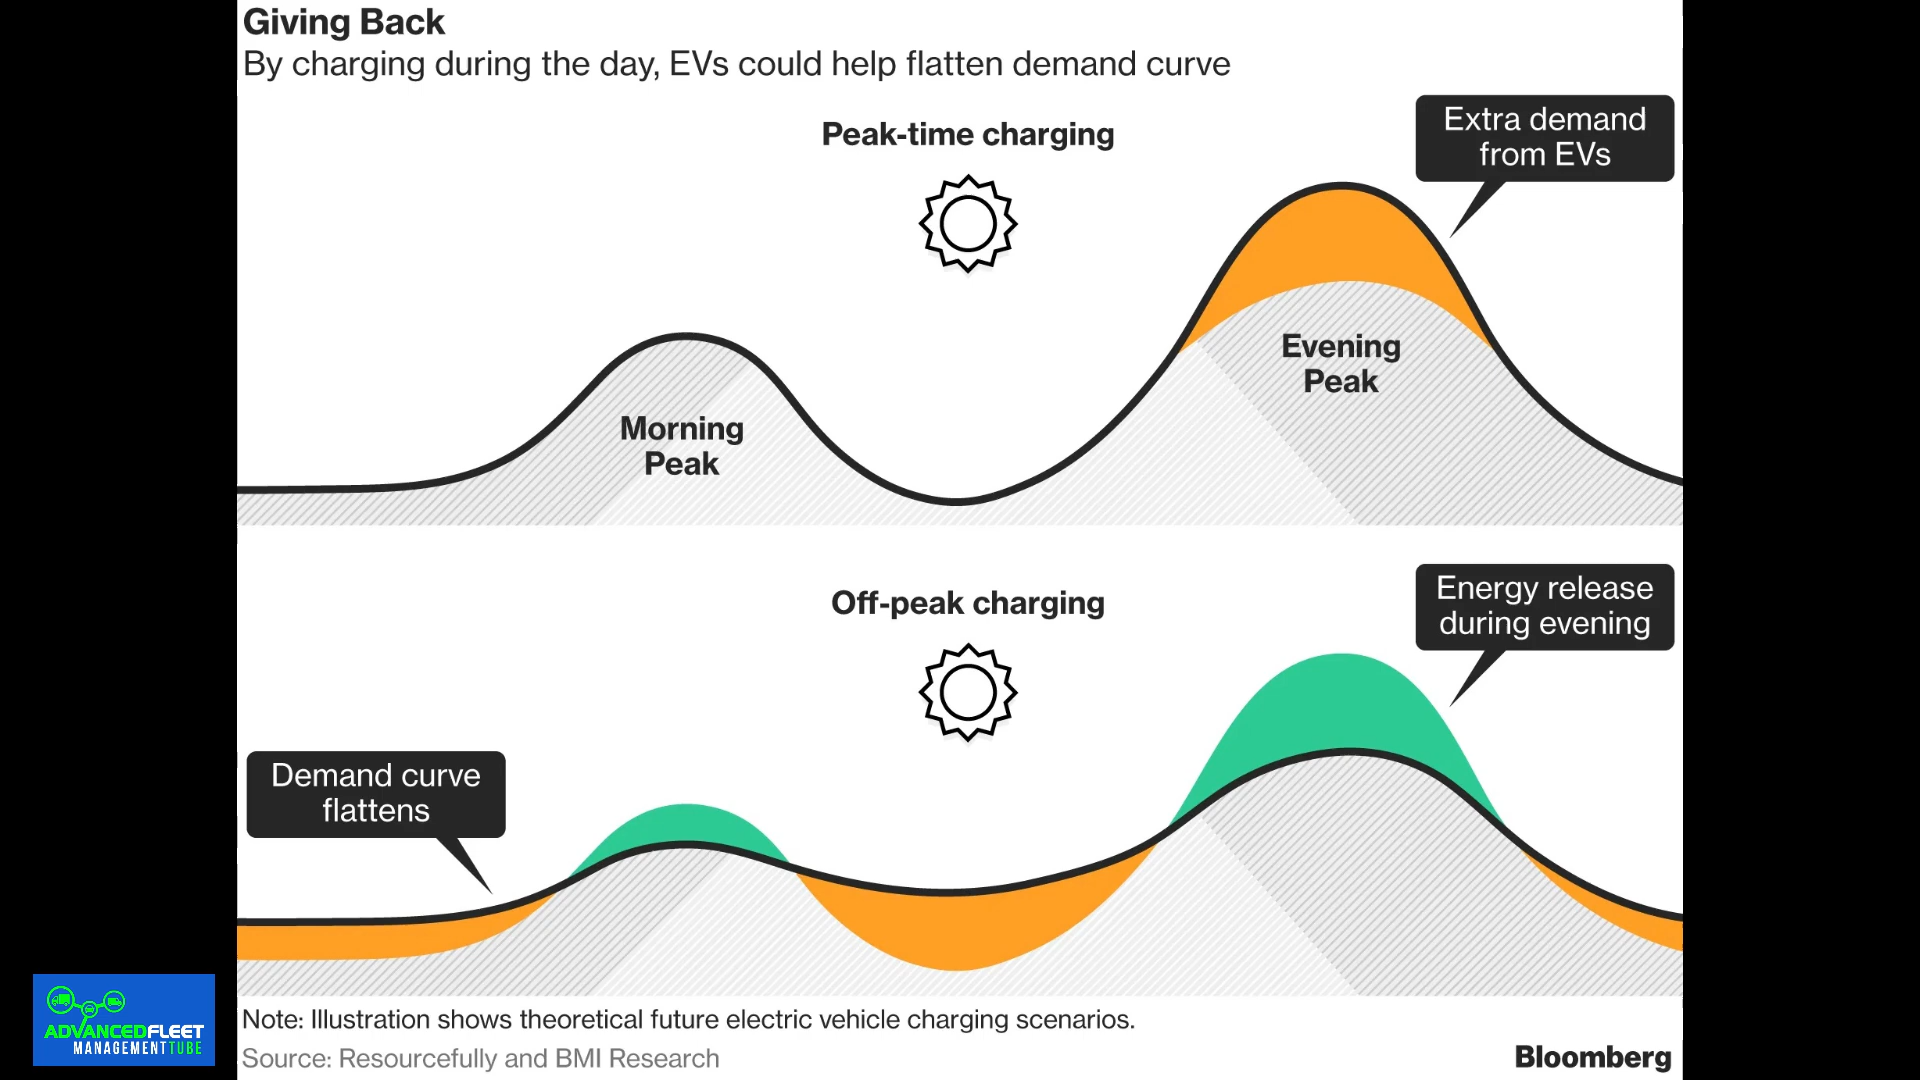 Giving Back
By charging during the day, EVs could help flatten demand curve
Peak-time charging
Extra demand
from EVs
Morning
Peak
Evening
Peak
Off-peak charging
Energy release
during evening
Demand curve
flattens
Note: Illustration shows theoretical future electric vehicle charging scenarios.
Source: Resourcefully and BMI Research
Bloomberg
ADVANCEDFLEET
MANAGEMENTTUBE